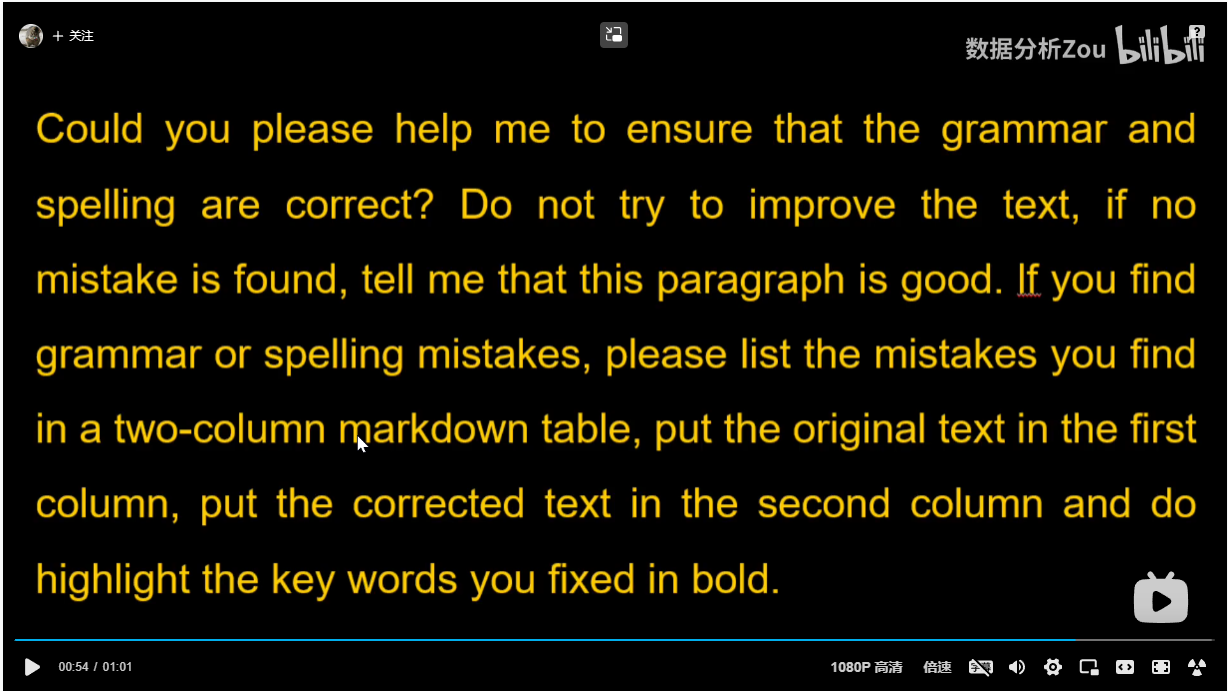 + 关注
数据分析Zou bilibili
Could you please help me to ensure that the grammar and
spelling are correct? Do not try to improve the text, if no
mistake is found, tell me that this paragraph is good. If you find
grammar or spelling mistakes, please list the mistakes you find
in a two-column markdown table, put the original text in the first
column, put the corrected text in the second column and do
highlight the key words you fixed in bold.
00:54 / 01:01 1080P 高清 倍速